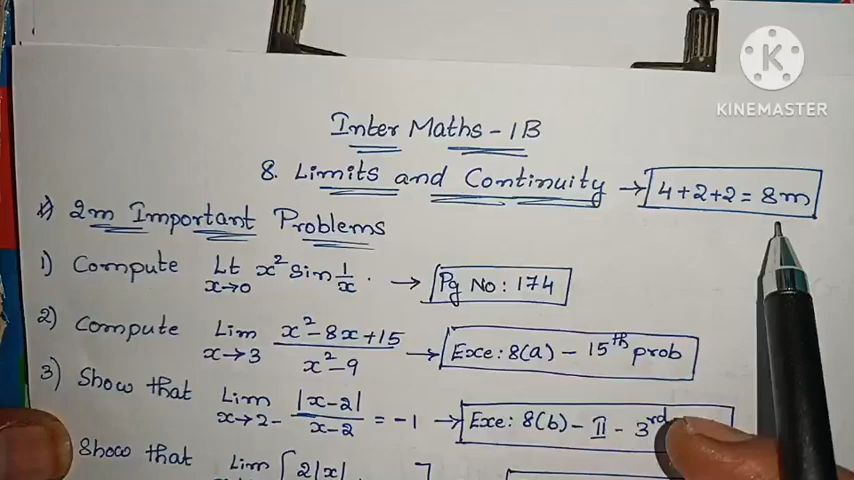 KINEMASTER
Inter Maths - 1B
8. Limits and Continuity → 4+2+2 = 8m
2m Important Problems
1) Compute Lt x→0 x² sin 1/x. → Pg No: 174
2) Compute Lim x→3 x²-8x+15 / x²-9 → Exe: 8(a) - 15th prob
3) Show that Lim x→2- |x-2| / x-2 = -1 → Exe: 8(b) - II - 3rd
Show that Lim [ 2|x|